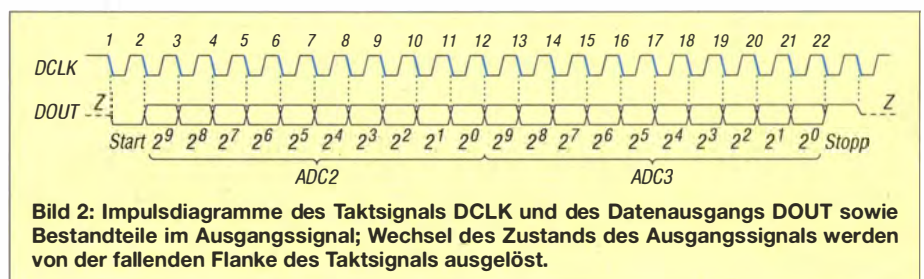 1 2 3 4 5 6 7 8 9 10 11 12 13 14 15 16 17 18 19 20 21 22
DCLK
DOUT Z Z
Start 2⁹ 2⁸ 2⁷ 2⁶ 2⁵ 2⁴ 2³ 2² 2¹ 2⁰ 2⁹ 2⁸ 2⁷ 2⁶ 2⁵ 2⁴ 2³ 2² 2¹ 2⁰ Stopp
ADC2 ADC3
Bild 2: Impulsdiagramme des Taktsignals DCLK und des Datenausgangs DOUT sowie
Bestandteile im Ausgangssignal; Wechsel des Zustands des Ausgangssignals werden
von der fallenden Flanke des Taktsignals ausgelöst.